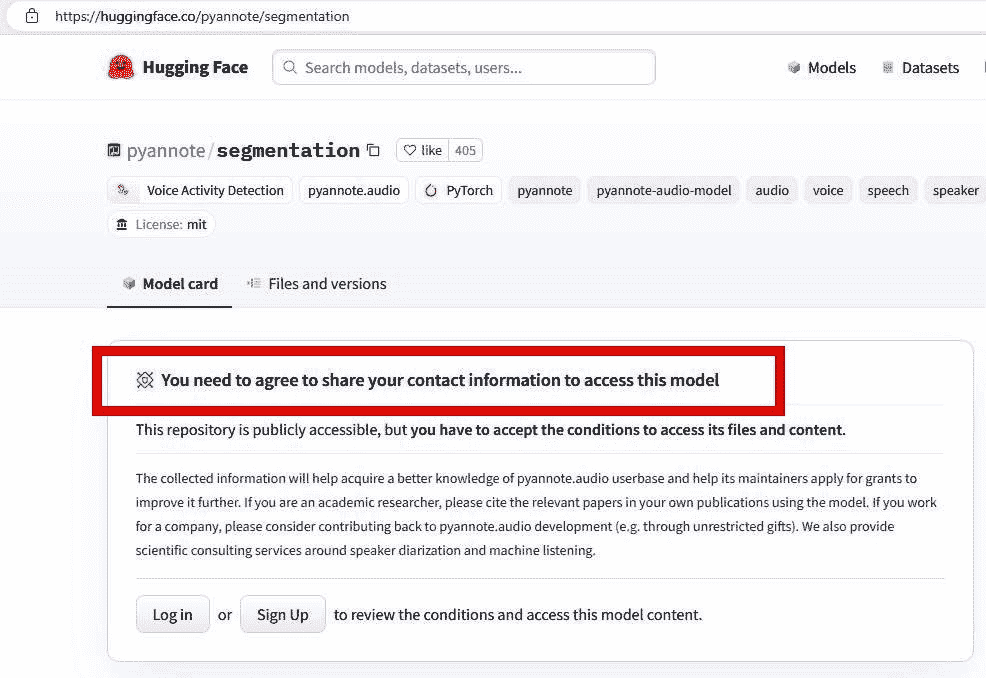 https://huggingface.co/pyannote/segmentation
Hugging Face Search models, datasets, users... Models Datasets
pyannote/segmentation like 405
Voice Activity Detection pyannote.audio PyTorch pyannote pyannote-audio-model audio voice speech speaker
License: mit
Model card Files and versions
You need to agree to share your contact information to access this model
This repository is publicly accessible, but you have to accept the conditions to access its files and content.
The collected information will help acquire a better knowledge of pyannote.audio userbase and help its maintainers apply for grants to
improve it further. If you are an academic researcher, please cite the relevant papers in your own publications using the model. If you work
for a company, please consider contributing back to pyannote.audio development (e.g. through unrestricted gifts). We also provide
scientific consulting services around speaker diarization and machine listening.
Log in or Sign Up to review the conditions and access this model content.